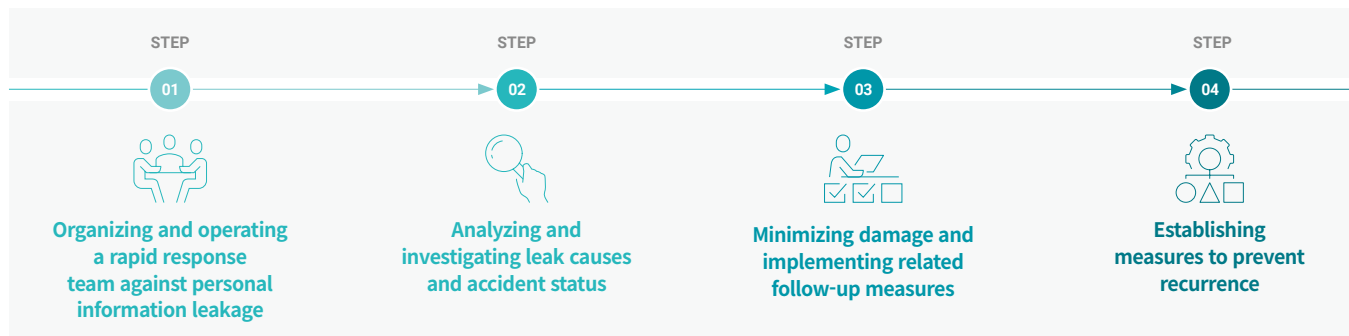 STEP
01
Organizing and operating
a rapid response
team against personal
information leakage
STEP
02
Analyzing and
investigating leak causes
and accident status
STEP
03
Minimizing damage and
implementing related
follow-up measures
STEP
04
Establishing
measures to prevent
recurrence